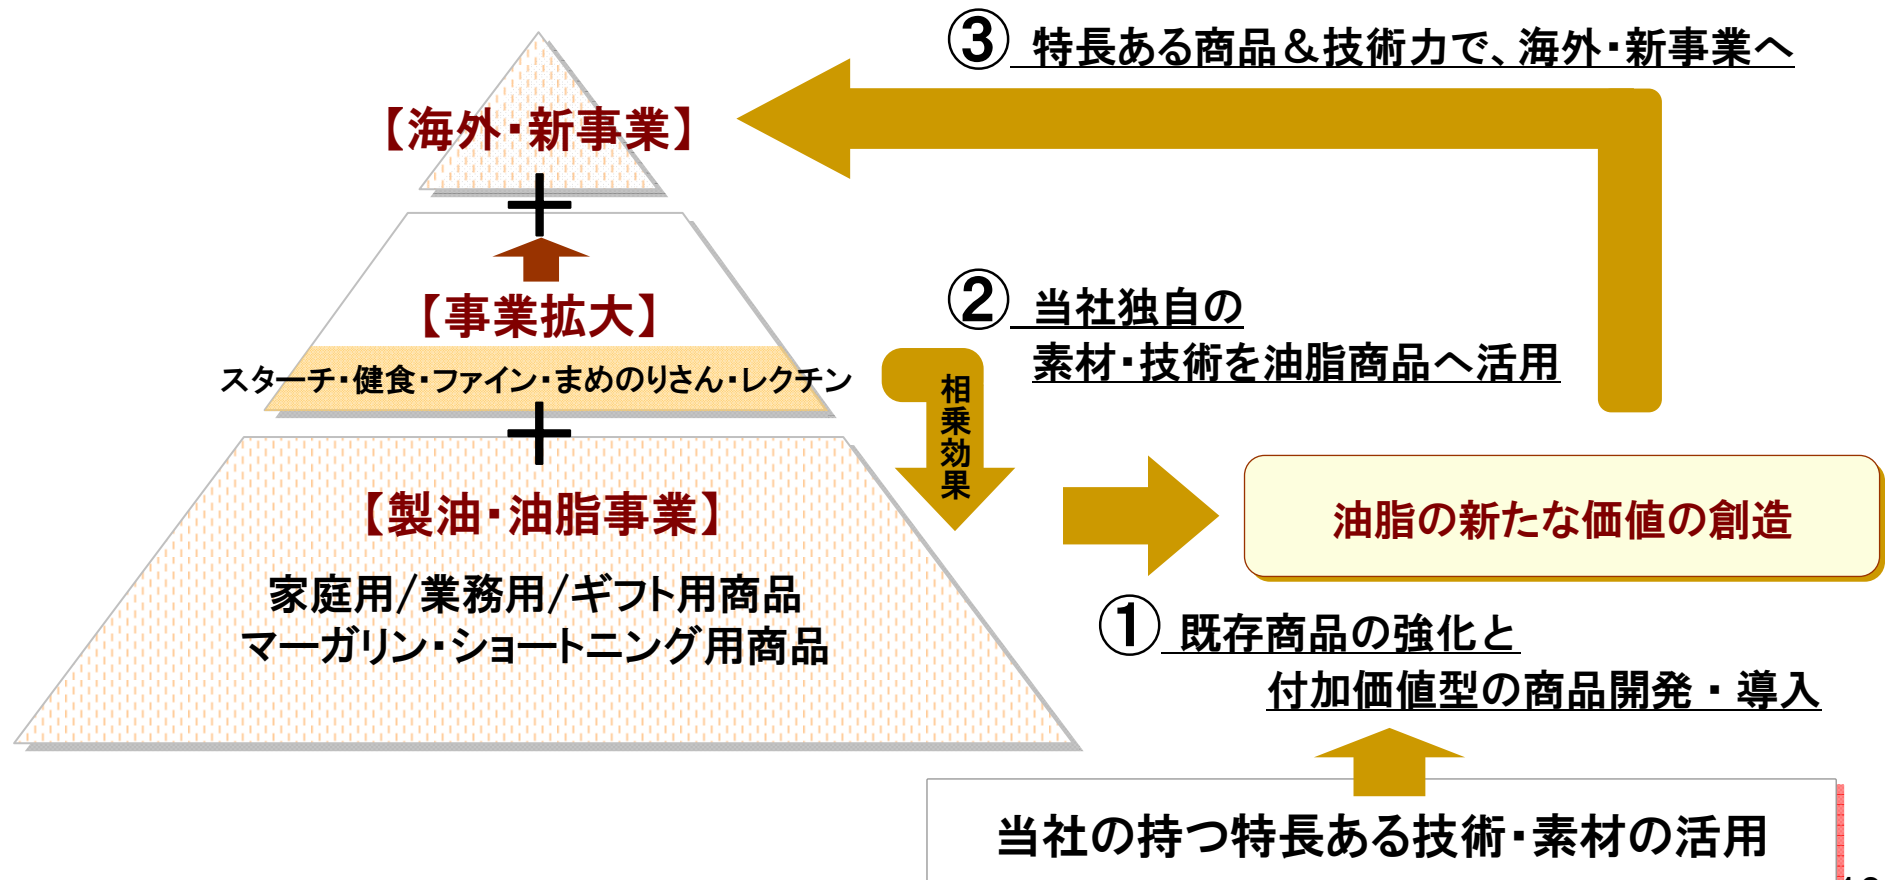 ③ 特長ある商品＆技術力で、海外・新事業へ
【海外・新事業】
＋
【事業拡大】
スターチ・健食・ファイン・まめのりさん・レクチン
② 当社独自の
素材・技術を油脂商品へ活用
相乗効果
＋
【製油・油脂事業】
家庭用/業務用/ギフト用商品
マーガリン・ショートニング用商品
油脂の新たな価値の創造
① 既存商品の強化と
付加価値型の商品開発・導入
当社の持つ特長ある技術・素材の活用